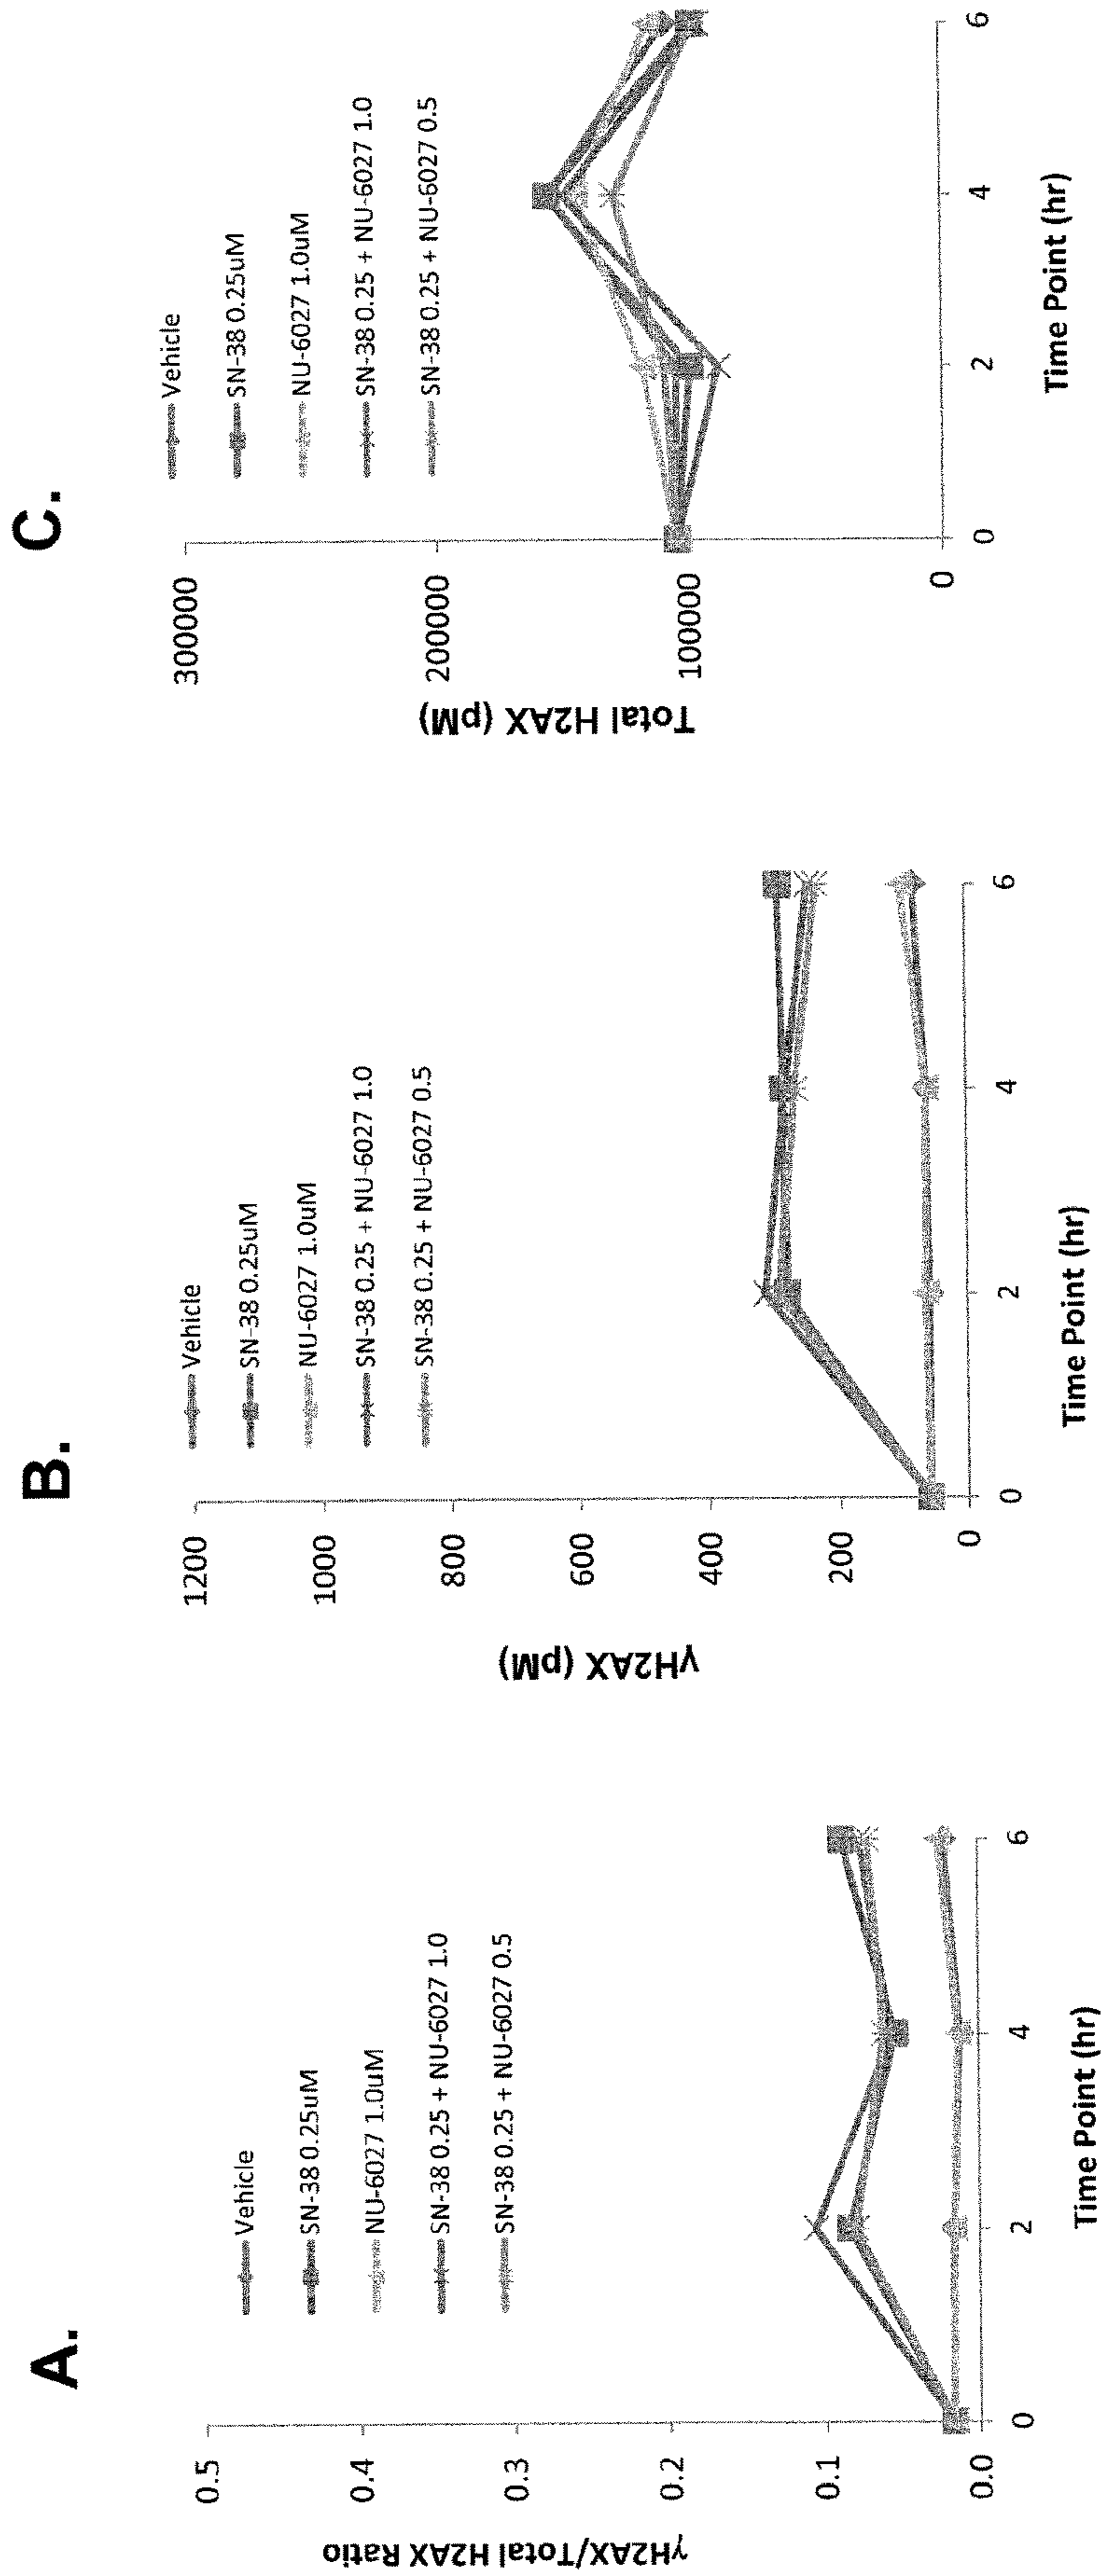 A.
γH2AX/Total H2AX Ratio
0.5
0.4
0.3
0.2
0.1
0.0
Vehicle
SN-38 0.25uM
NU-6027 1.0uM
SN-38 0.25 + NU-6027 1.0
SN-38 0.25 + NU-6027 0.5
0 2 4 6
Time Point (hr)
B.
γH2AX (pM)
1200
1000
800
600
400
200
0
Vehicle
SN-38 0.25uM
NU-6027 1.0uM
SN-38 0.25 + NU-6027 1.0
SN-38 0.25 + NU-6027 0.5
0 2 4 6
Time Point (hr)
C.
Total H2AX (pM)
300000
200000
100000
0
Vehicle
SN-38 0.25uM
NU-6027 1.0uM
SN-38 0.25 + NU-6027 1.0
SN-38 0.25 + NU-6027 0.5
0 2 4 6
Time Point (hr)